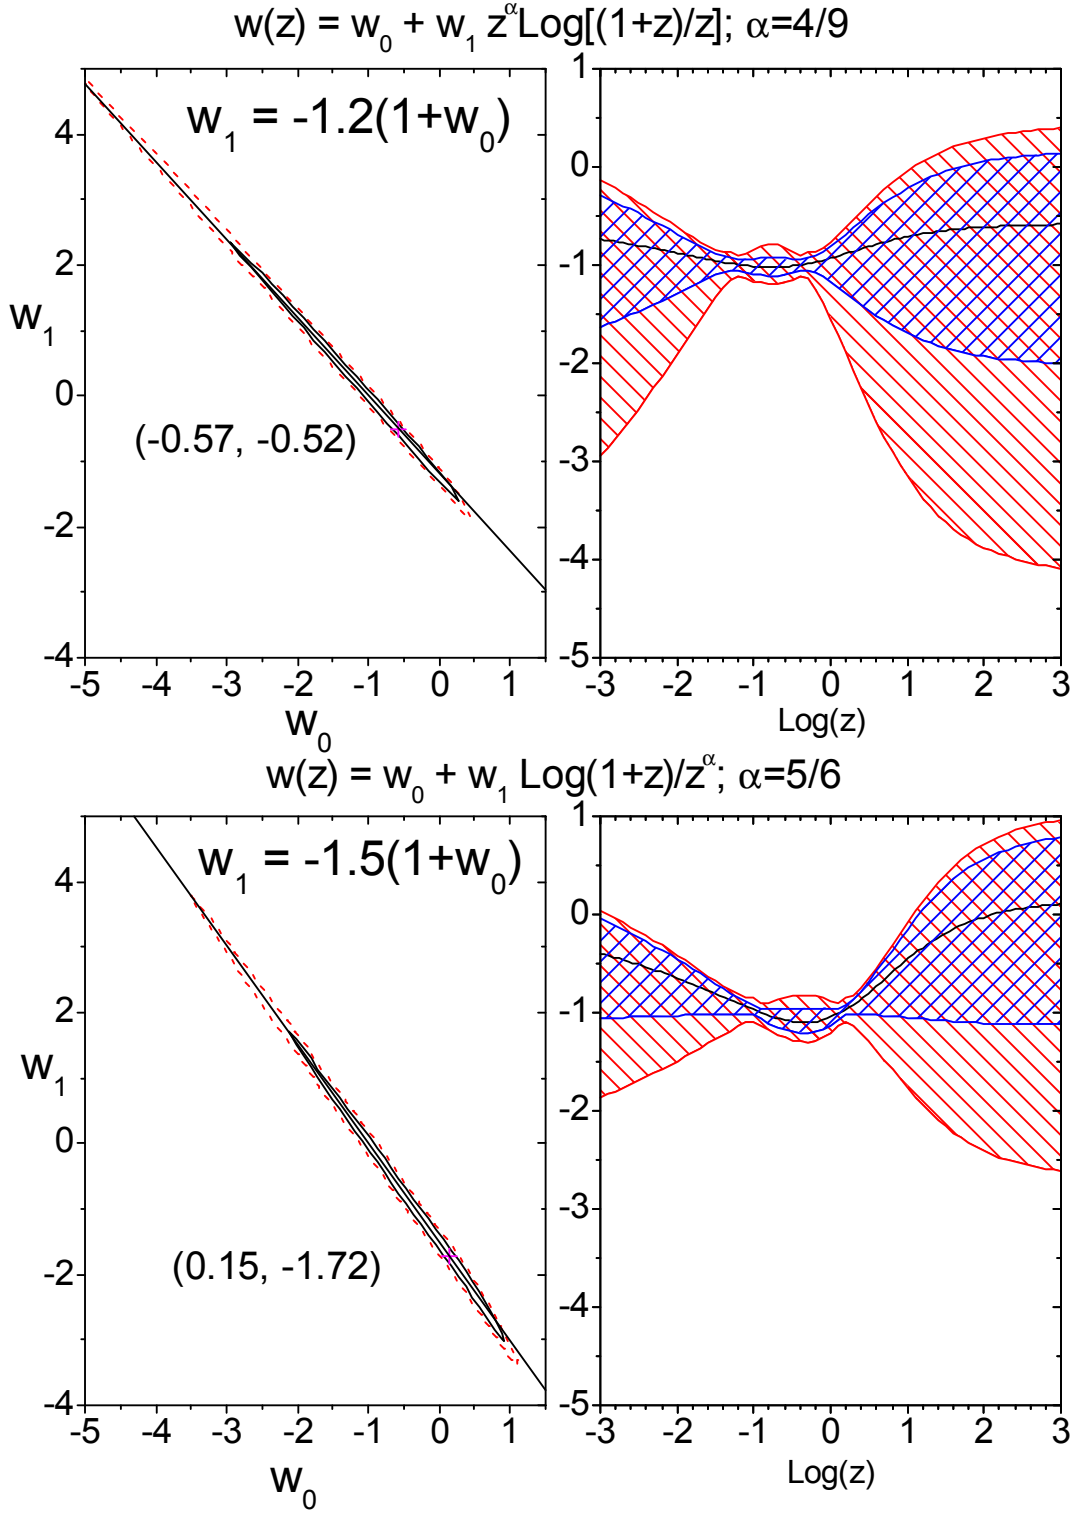 w(z) = w₀ + w₁ z^αLog[(1+z)/z]; α=4/9
w₁ = -1.2(1+w₀)
(-0.57, -0.52)
w₁
4
2
0
-2
-4
-5 -4 -3 -2 -1 0 1
w₀
1
0
-1
-2
-3
-4
-5
-3 -2 -1 0 1 2 3
Log(z)
w(z) = w₀ + w₁ Log(1+z)/z^α; α=5/6
w₁ = -1.5(1+w₀)
(0.15, -1.72)
w₁
4
2
0
-2
-4
-5 -4 -3 -2 -1 0 1
w₀
1
0
-1
-2
-3
-4
-5
-3 -2 -1 0 1 2 3
Log(z)